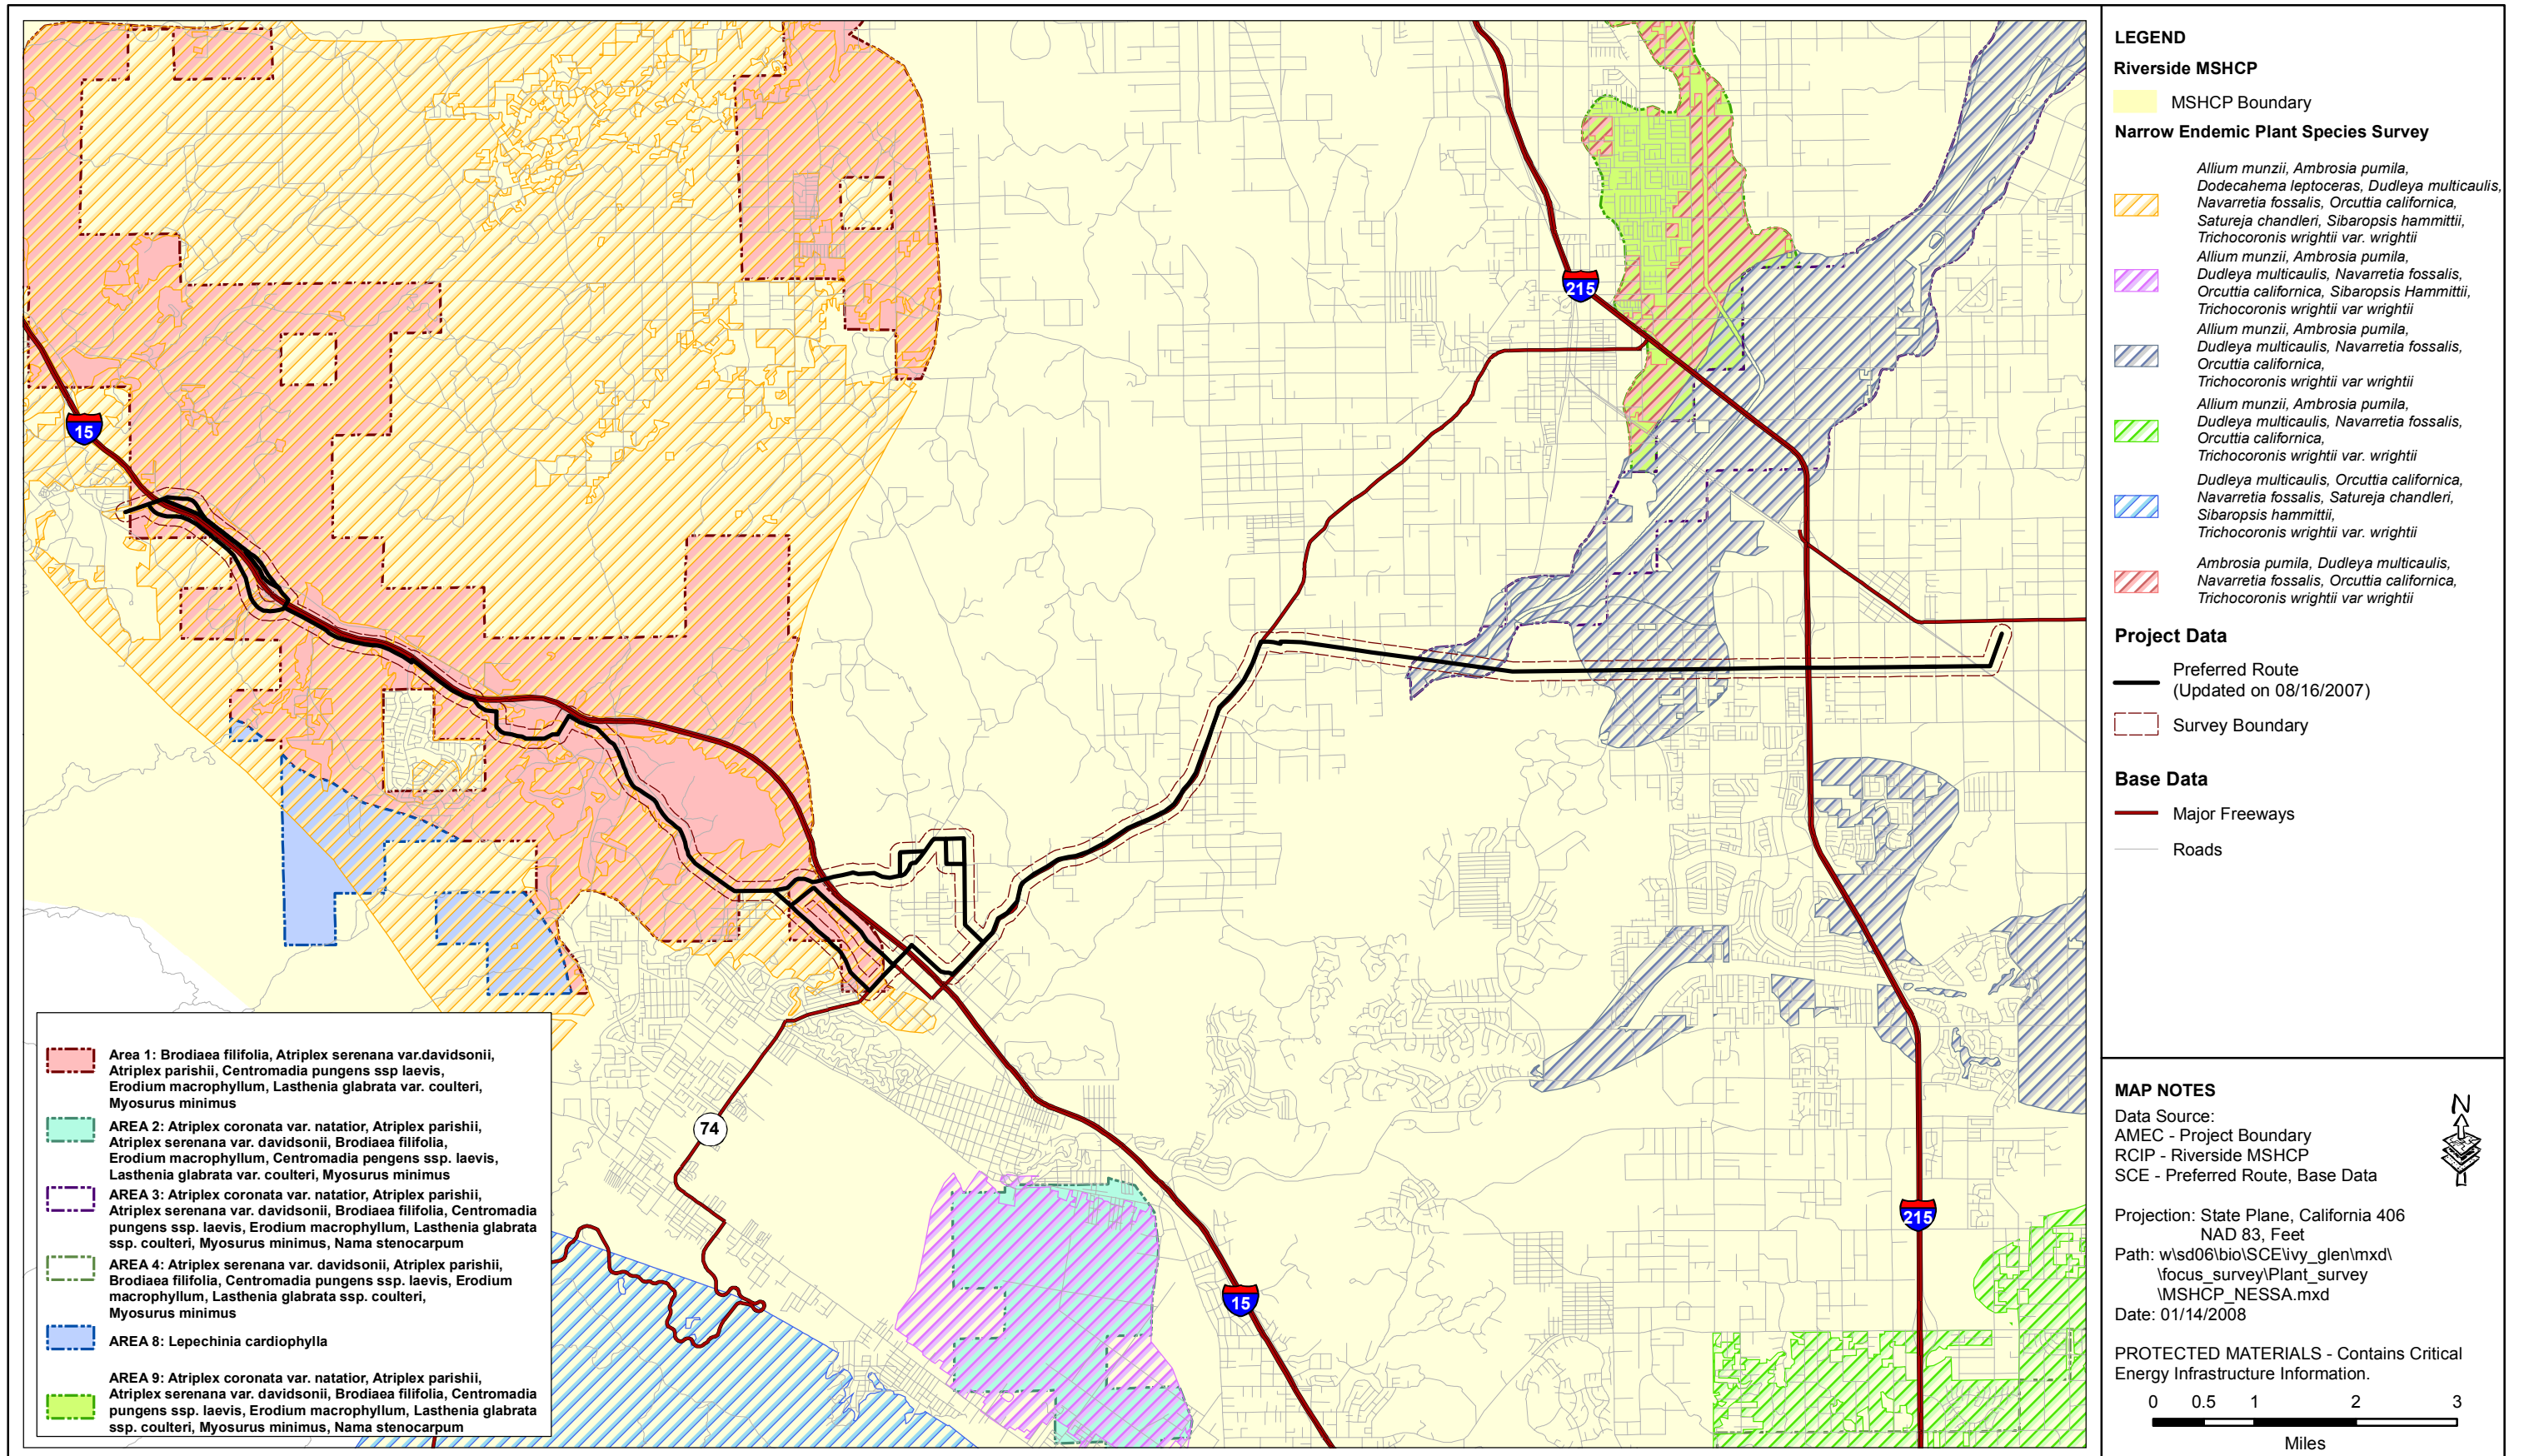 LEGEND
Riverside MSHCP
MSHCP Boundary
Narrow Endemic Plant Species Survey
Allium munzii, Ambrosia pumila,
Dodecahema leptoceras, Dudleya multicaulis,
Navarretia fossalis, Orcuttia californica,
Satureja chandleri, Sibaropsis hammittii,
Trichocoronis wrightii var. wrightii
Allium munzii, Ambrosia pumila,
Dudleya multicaulis, Navarretia fossalis,
Orcuttia californica, Sibaropsis Hammittii,
Trichocoronis wrightii var wrightii
Allium munzii, Ambrosia pumila,
Dudleya multicaulis, Navarretia fossalis,
Orcuttia californica,
Trichocoronis wrightii var wrightii
Allium munzii, Ambrosia pumila,
Dudleya multicaulis, Navarretia fossalis,
Orcuttia californica,
Trichocoronis wrightii var. wrightii
Dudleya multicaulis, Orcuttia californica,
Navarretia fossalis, Satureja chandleri,
Sibaropsis hammittii,
Trichocoronis wrightii var. wrightii
Ambrosia pumila, Dudleya multicaulis,
Navarretia fossalis, Orcuttia californica,
Trichocoronis wrightii var wrightii
Project Data
Preferred Route
(Updated on 08/16/2007)
Survey Boundary
Base Data
Major Freeways
Roads
MAP NOTES
Data Source:
AMEC - Project Boundary
RCIP - Riverside MSHCP
SCE - Preferred Route, Base Data
N
Projection: State Plane, California 406
NAD 83, Feet
Path: w\sd06\bio\SCE\ivy_glen\mxd\
\focus_survey\Plant_survey
\MSHCP_NESSA.mxd
Date: 01/14/2008
PROTECTED MATERIALS - Contains Critical
Energy Infrastructure Information.
0 0.5 1 2 3
Miles
215
15
74
15
215
Area 1: Brodiaea filifolia, Atriplex serenana var.davidsonii,
Atriplex parishii, Centromadia pungens ssp laevis,
Erodium macrophyllum, Lasthenia glabrata var. coulteri,
Myosurus minimus
AREA 2: Atriplex coronata var. natatior, Atriplex parishii,
Atriplex serenana var. davidsonii, Brodiaea filifolia,
Erodium macrophyllum, Centromadia pengens ssp. laevis,
Lasthenia glabrata var. coulteri, Myosurus minimus
AREA 3: Atriplex coronata var. natatior, Atriplex parishii,
Atriplex serenana var. davidsonii, Brodiaea filifolia, Centromadia
pungens ssp. laevis, Erodium macrophyllum, Lasthenia glabrata
ssp. coulteri, Myosurus minimus, Nama stenocarpum
AREA 4: Atriplex serenana var. davidsonii, Atriplex parishii,
Brodiaea filifolia, Centromadia pungens ssp. laevis, Erodium
macrophyllum, Lasthenia glabrata ssp. coulteri,
Myosurus minimus
AREA 8: Lepechinia cardiophylla
AREA 9: Atriplex coronata var. natatior, Atriplex parishii,
Atriplex serenana var. davidsonii, Brodiaea filifolia, Centromadia
pungens ssp. laevis, Erodium macrophyllum, Lasthenia glabrata
ssp. coulteri, Myosurus minimus, Nama stenocarpum